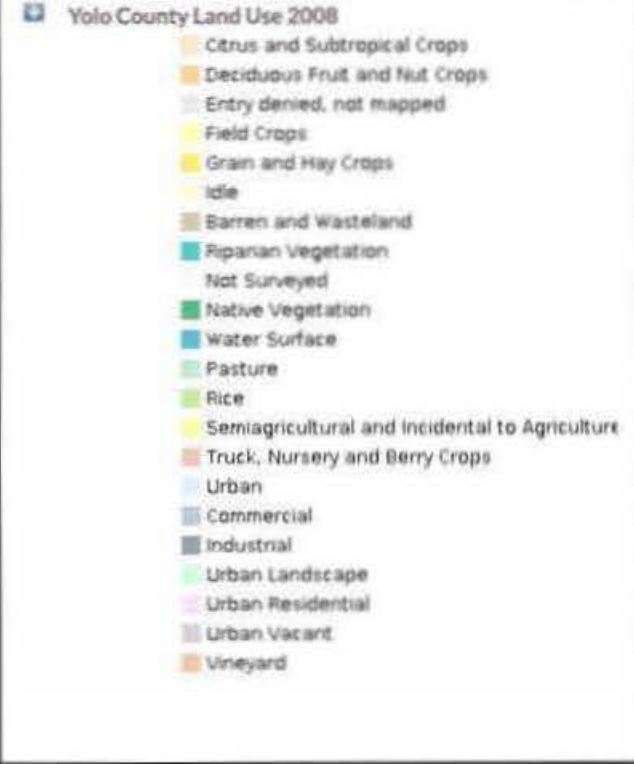 Yolo County Land Use 2008
Citrus and Subtropical Crops
Deciduous Fruit and Nut Crops
Entry denied, not mapped
Field Crops
Grain and Hay Crops
Idle
Barren and Wasteland
Riparian Vegetation
Not Surveyed
Native Vegetation
Water Surface
Pasture
Rice
Semiagricultural and Incidental to Agriculture
Truck, Nursery and Berry Crops
Urban
Commercial
Industrial
Urban Landscape
Urban Residential
Urban Vacant
Vineyard